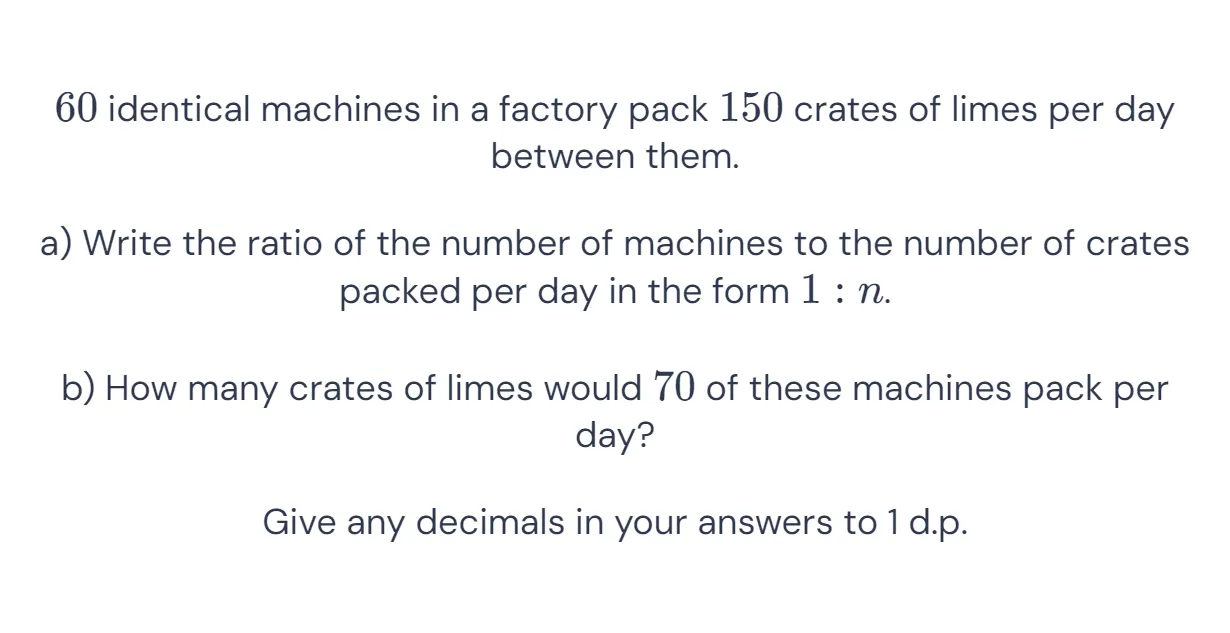 60 identical machines in a factory pack 150 crates of limes per day
between them.
a) Write the ratio of the number of machines to the number of crates
packed per day in the form 1 : n.
b) How many crates of limes would 70 of these machines pack per
day?
Give any decimals in your answers to 1 d.p.